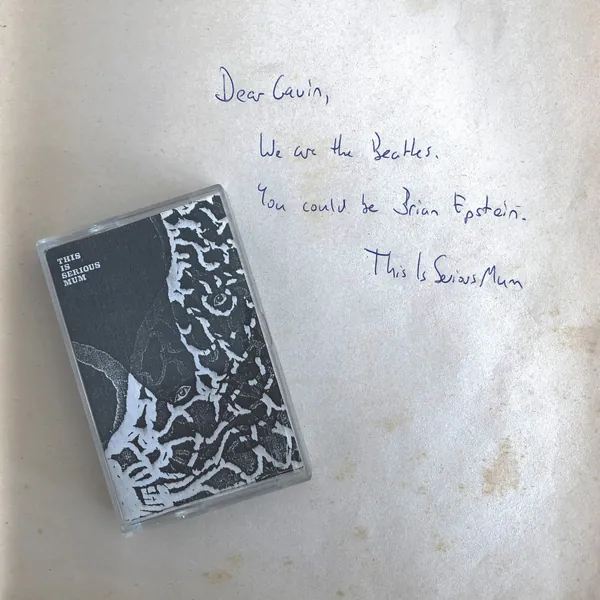 Dear Gavin,
We are the Beatles.
You could be Brian Epstein.
This Is Serious Mum
THIS
IS
SERIOUS
MUM